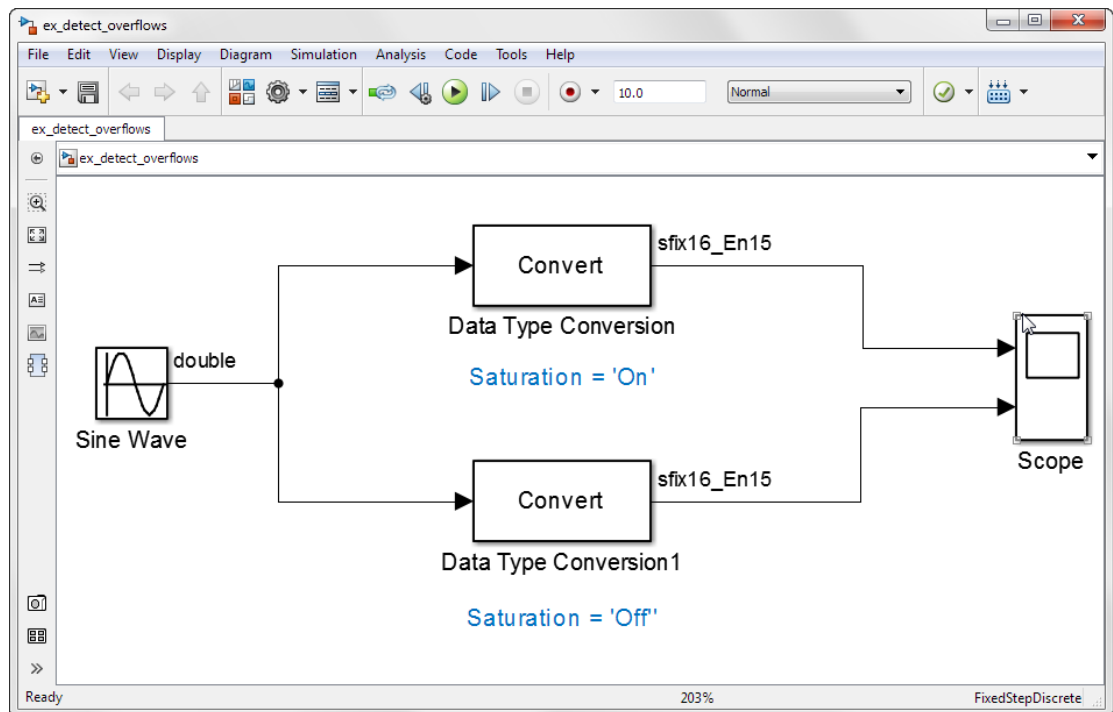 ex_detect_overflows
File Edit View Display Diagram Simulation Analysis Code Tools Help
10.0 Normal
ex_detect_overflows
ex_detect_overflows
sfix16_En15
Convert
Data Type Conversion
double
Saturation = 'On'
Sine Wave
Scope
sfix16_En15
Convert
Data Type Conversion1
Saturation = 'Off''
Ready 203% FixedStepDiscrete